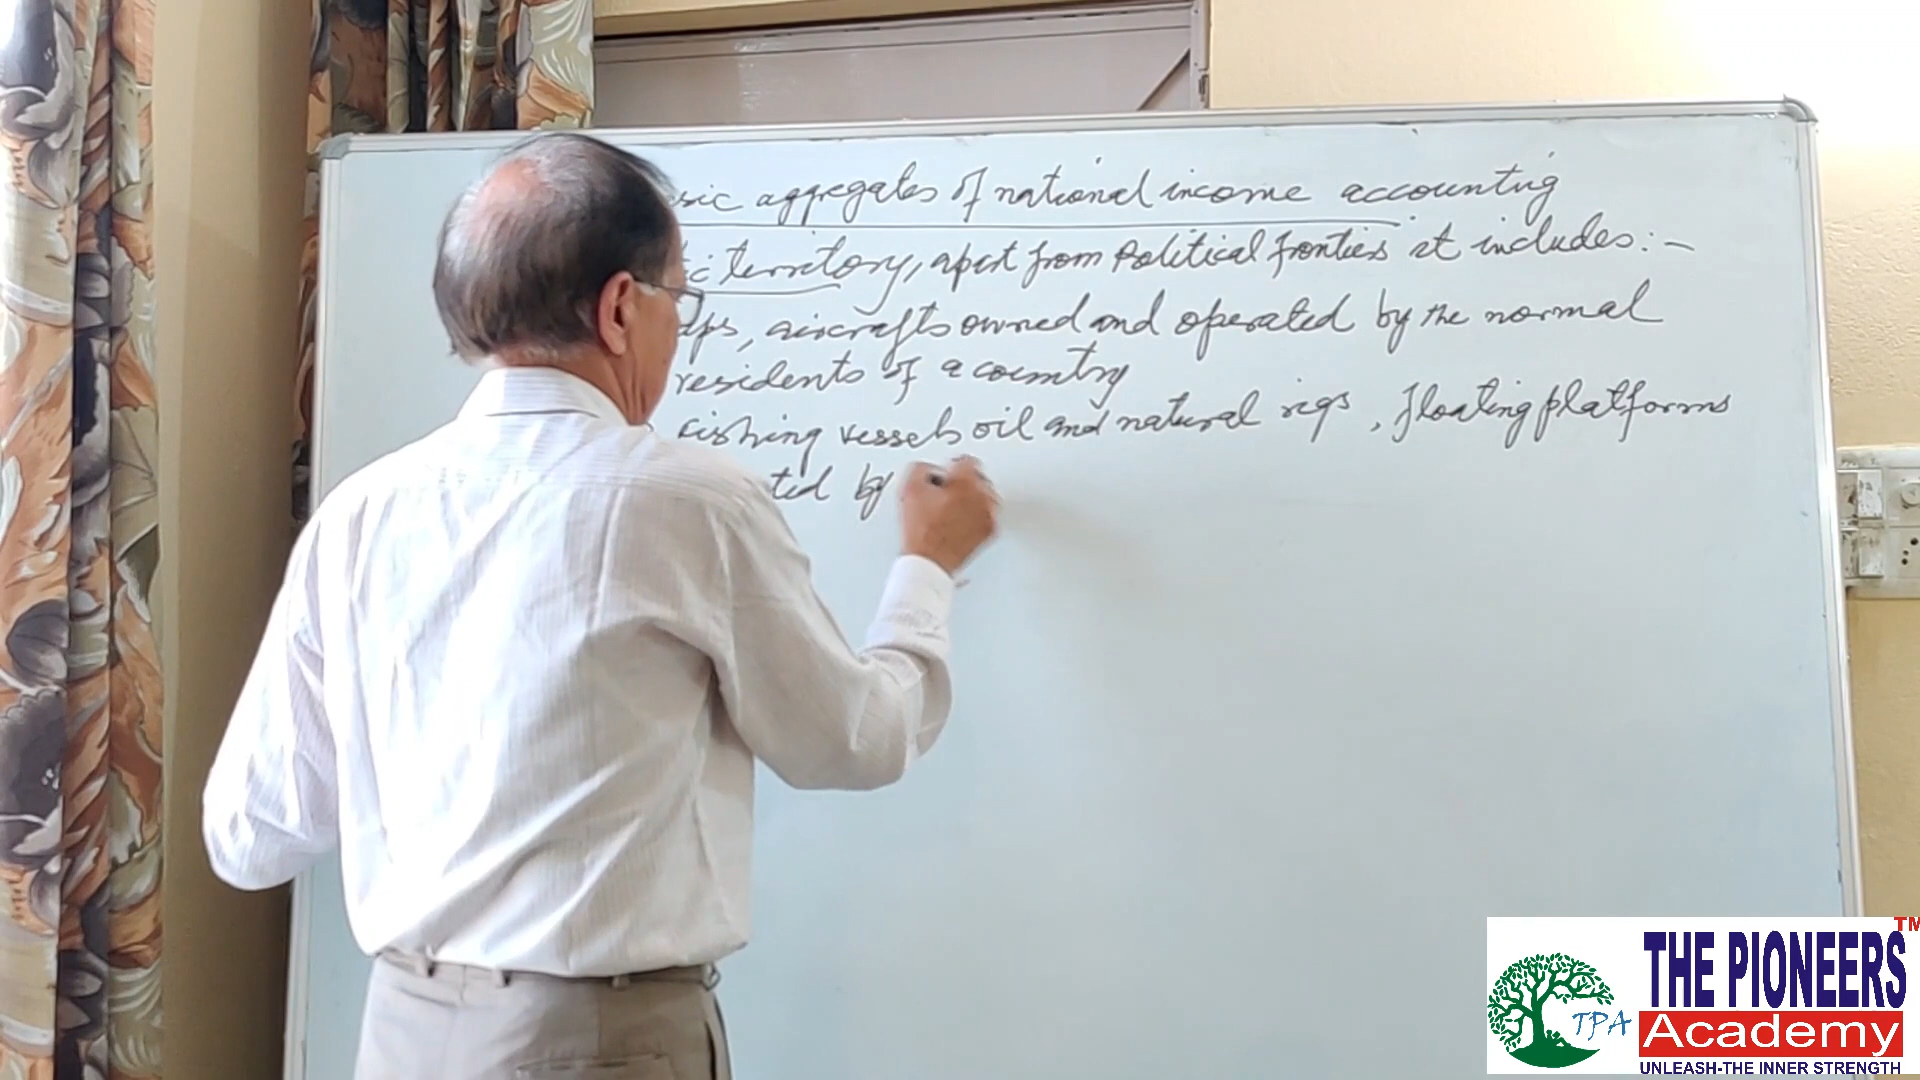 sic aggregates of national income accounting
ic territory, apart from Political frontiers it includes:-
ips, aircrafts owned and operated by the normal
residents of a country
Fishing vessels oil and natural rigs, floating platforms
ted by
TPA
THE PIONEERS
TM
Academy
UNLEASH-THE INNER STRENGTH